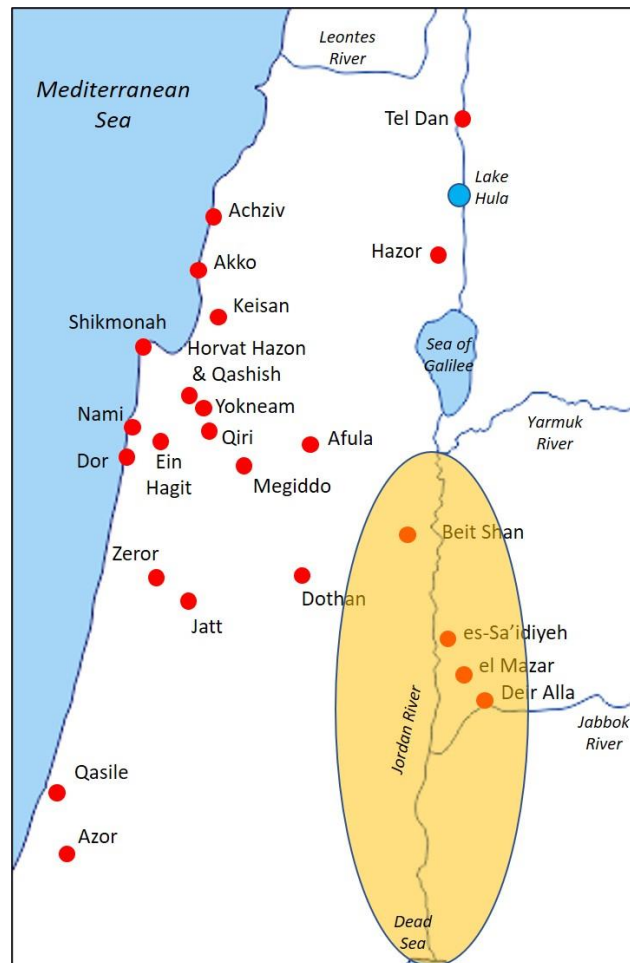 Leontes
River
Mediterranean
Sea
Tel Dan
Lake
Hula
Achziv
Hazor
Akko
Keisan
Shikmonah
Sea of
Galilee
Horvat Hazon
& Qashish
Yokneam
Yarmuk
River
Nami
Qiri
Afula
Dor
Ein
Hagit
Megiddo
Beit Shan
Zeror
Dothan
Jatt
es-Sa'idiyeh
el Mazar
Deir Alla
Jordan River
Jabbok
River
Qasile
Azor
Dead
Sea